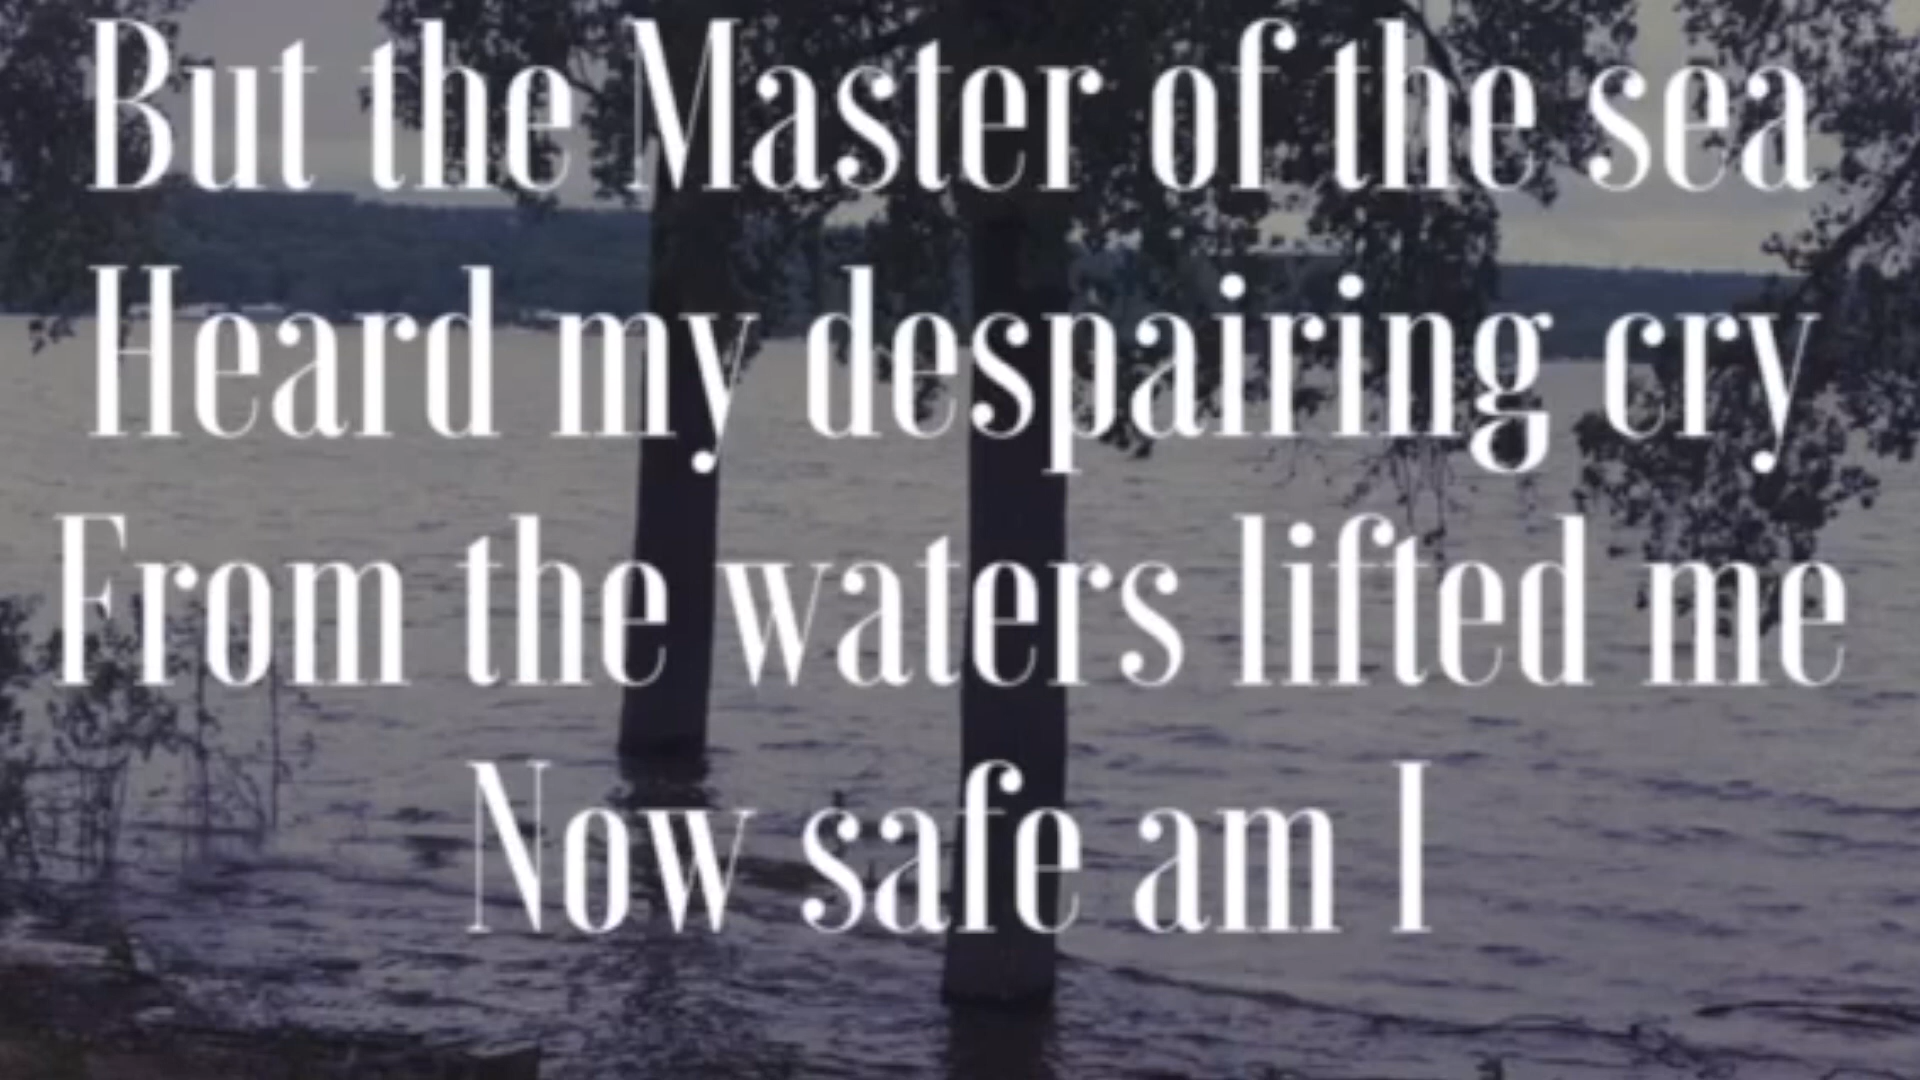 But the Master of the sea
Heard my despairing cry
From the waters lifted me
Now safe am I